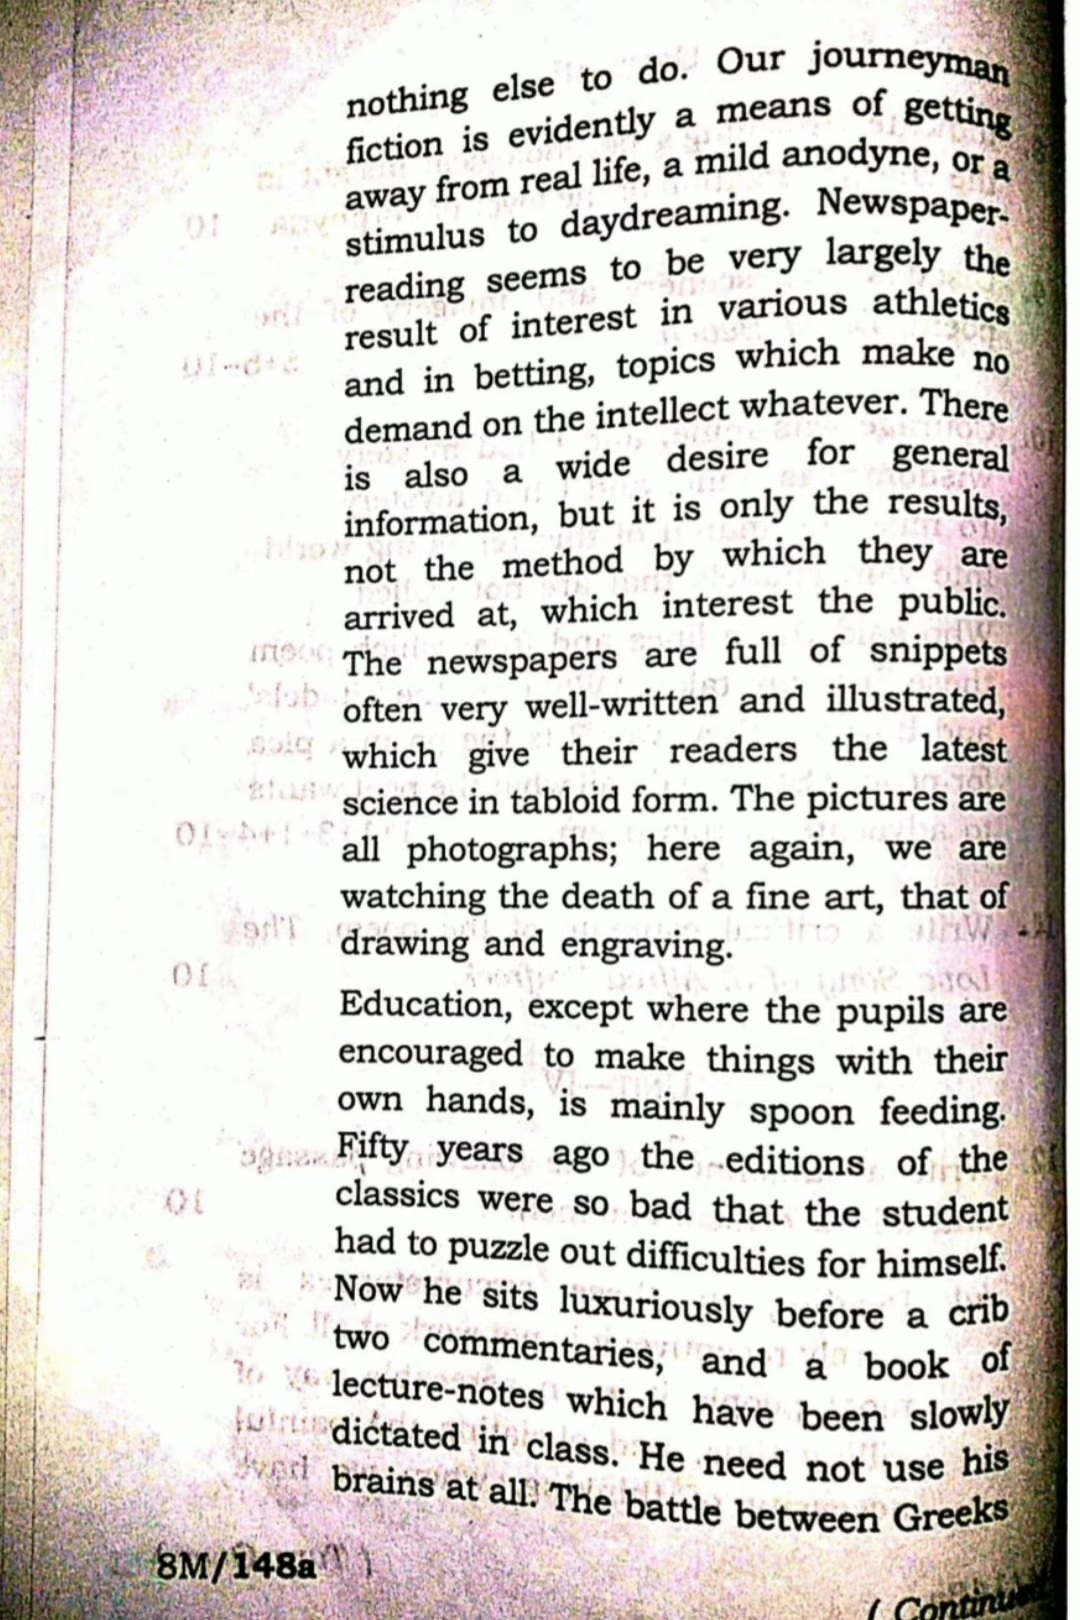 nothing else to do. Our journeyman
fiction is evidently a means of getting
away from real life, a mild anodyne, or a
stimulus to daydreaming. Newspaper-
reading seems to be very largely the
result of interest in various athletics
and in betting, topics which make no
demand on the intellect whatever. There
is also a wide desire for general
information, but it is only the results,
not the method by which they are
arrived at, which interest the public.
The newspapers are full of snippets
often very well-written and illustrated,
which give their readers the latest
science in tabloid form. The pictures are
all photographs; here again, we are
watching the death of a fine art, that of
drawing and engraving.
Education, except where the pupils are
encouraged to make things with their
own hands, is mainly spoon feeding.
Fifty years ago the editions of the
classics were so bad that the student
had to puzzle out difficulties for himself.
Now he sits luxuriously before a crib
two commentaries, and a book of
lecture-notes which have been slowly
dictated in class. He need not use his
brains at all. The battle between Greeks
8M/148a